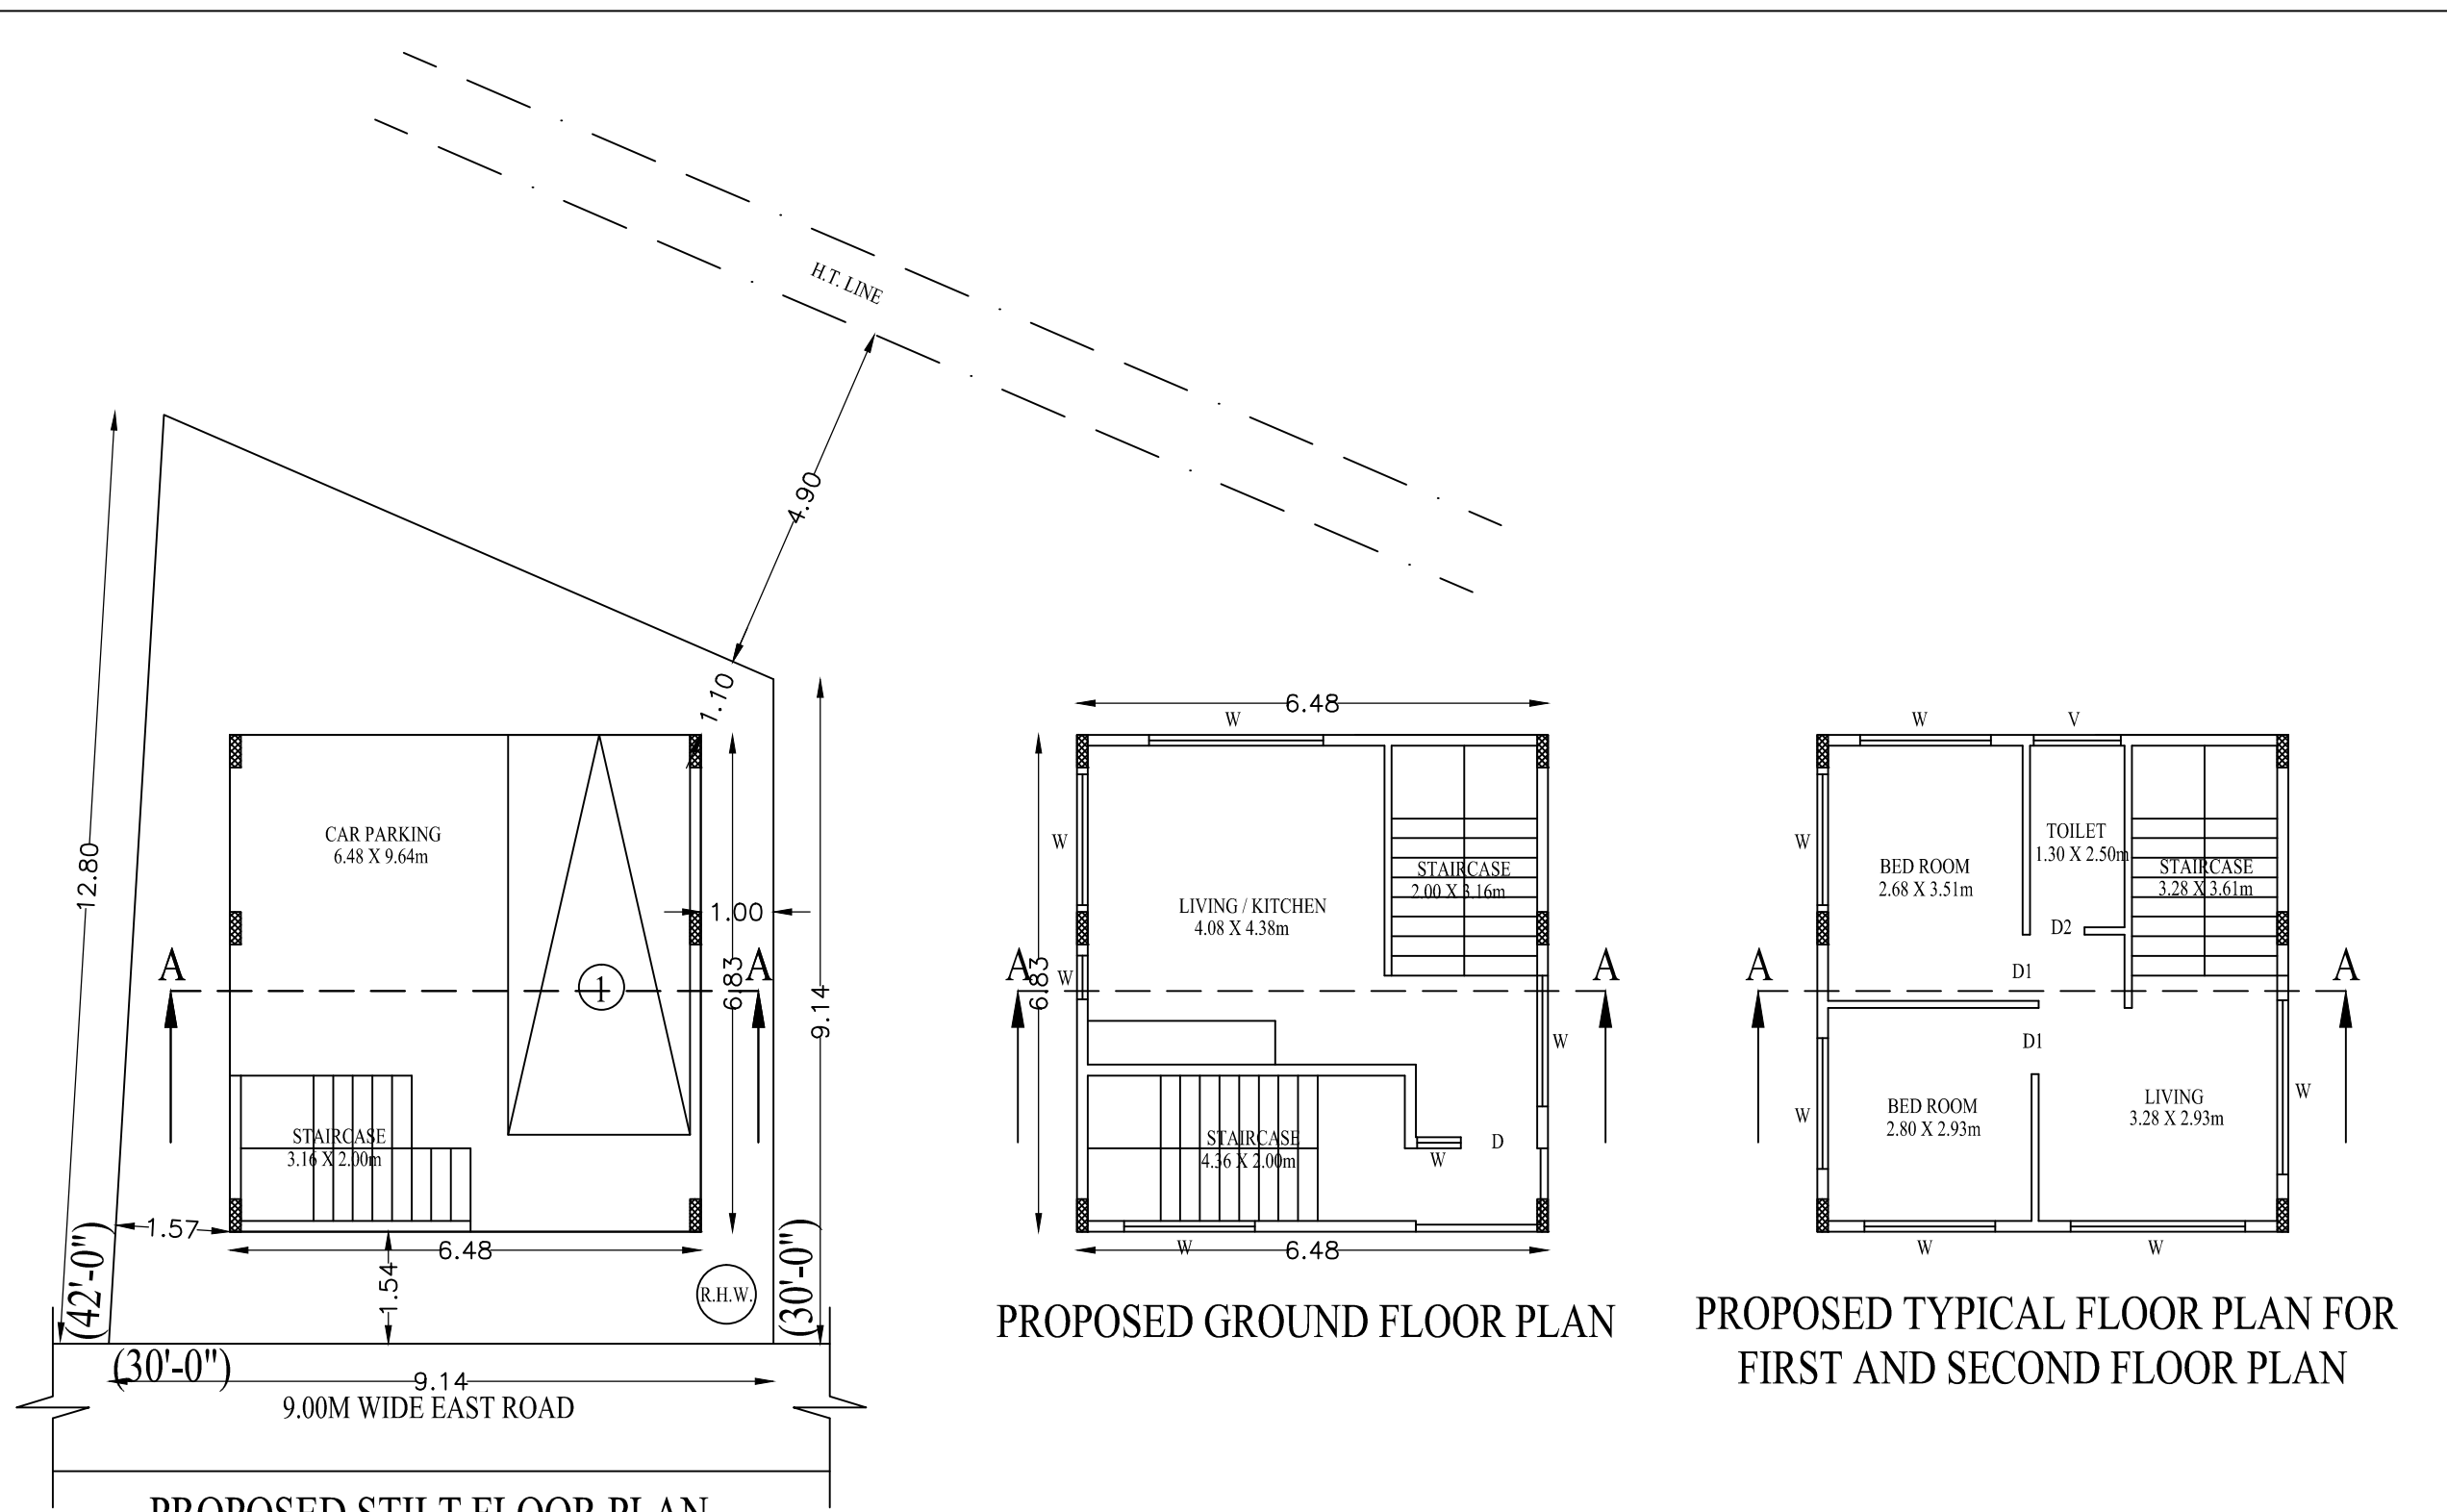 H.T. LINE
4.90
12.80
1.10
CAR PARKING
6.48 X 9.64m
1.00
A
A
6.83
1
9.14
STAIRCASE
3.16 X 2.00m
1.57
6.48
1.54
R.H.W.
(42'-0")
(30'-0")
(30'-0")
9.14
9.00M WIDE EAST ROAD
PROPOSED STILT FLOOR PLAN
6.48
W
W
STAIRCASE
2.00 X 3.16m
LIVING / KITCHEN
4.08 X 4.38m
A
6.83
W
A
W
STAIRCASE
4.36 X 2.00m
W
D
W
6.48
PROPOSED GROUND FLOOR PLAN
W
V
W
TOILET
1.30 X 2.50m
BED ROOM
2.68 X 3.51m
STAIRCASE
3.28 X 3.61m
D2
A
D1
A
D1
W
BED ROOM
2.80 X 2.93m
LIVING
3.28 X 2.93m
W
W
W
PROPOSED TYPICAL FLOOR PLAN FOR
FIRST AND SECOND FLOOR PLAN